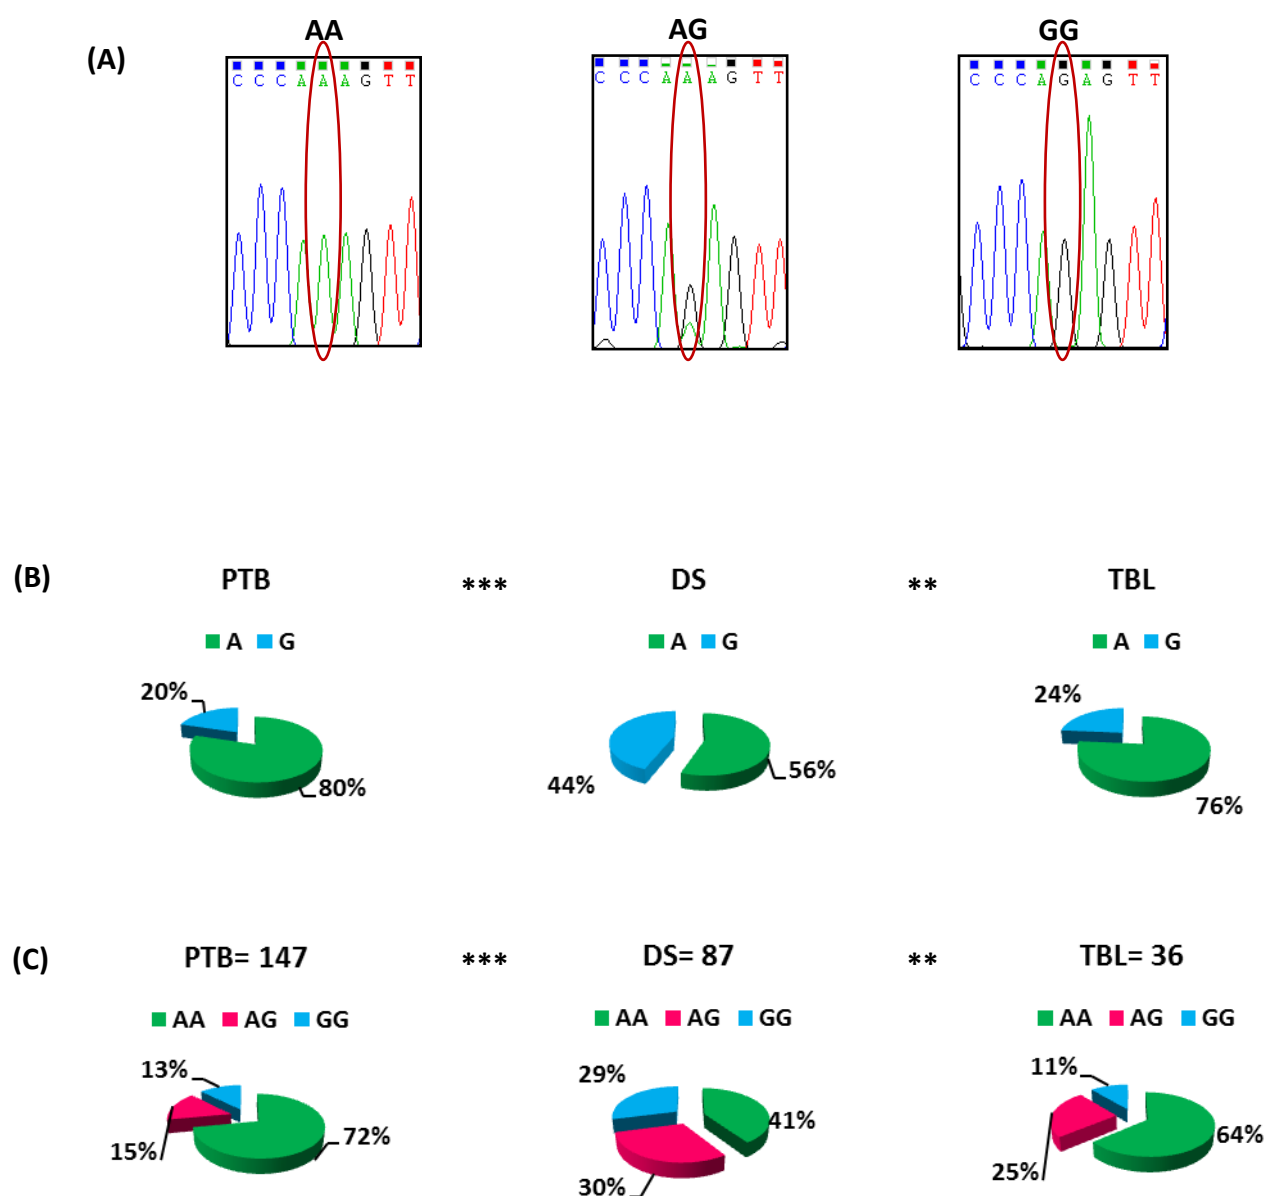 (A)
AA AG GG
C C C A A A G T T
C C C A A A G T T
C C C A G A G T T
(B)
PTB *** DS ** TBL
A G
A G
A G
20%
80%
44%
56%
24%
76%
(C)
PTB= 147 *** DS= 87 ** TBL= 36
AA AG GG
AA AG GG
AA AG GG
13%
15%
72%
29%
41%
30%
11%
25%
64%